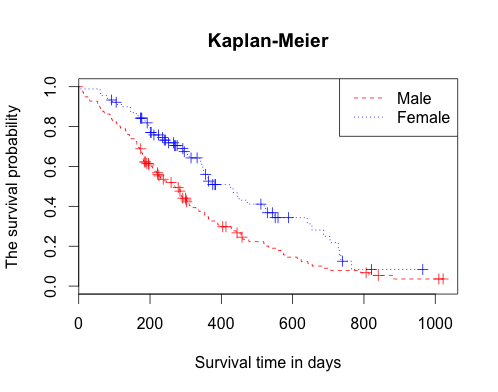 Kaplan-Meier
Male
Female
The survival probability
1.0
0.8
0.6
0.4
0.2
0.0
0 200 400 600 800 1000
Survival time in days